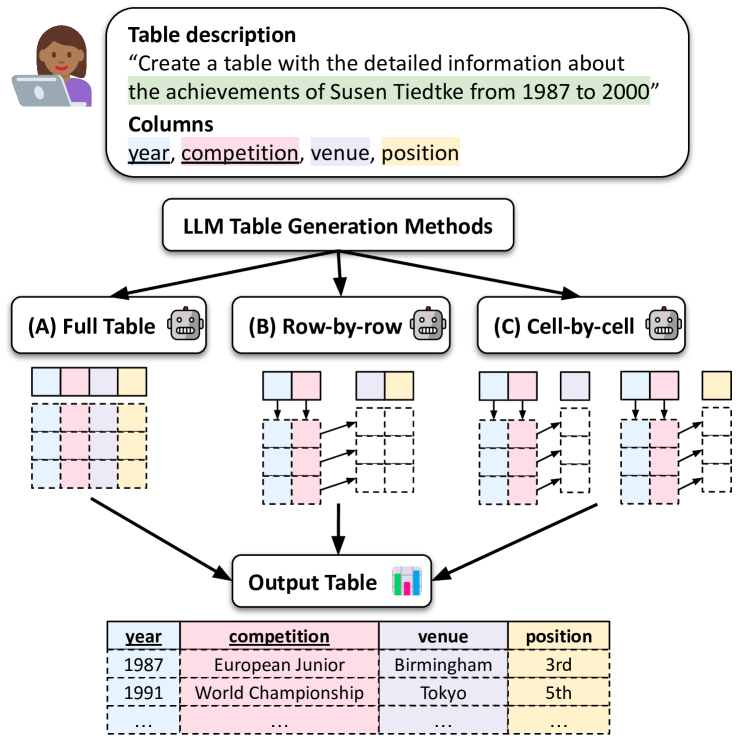 Table description
“Create a table with the detailed information about
the achievements of Susen Tiedtke from 1987 to 2000”
Columns
year, competition, venue, position
LLM Table Generation Methods
(A) Full Table
(B) Row-by-row
(C) Cell-by-cell
Output Table
year competition venue position
1987 European Junior Birmingham 3rd
1991 World Championship Tokyo 5th
... ... ... ...